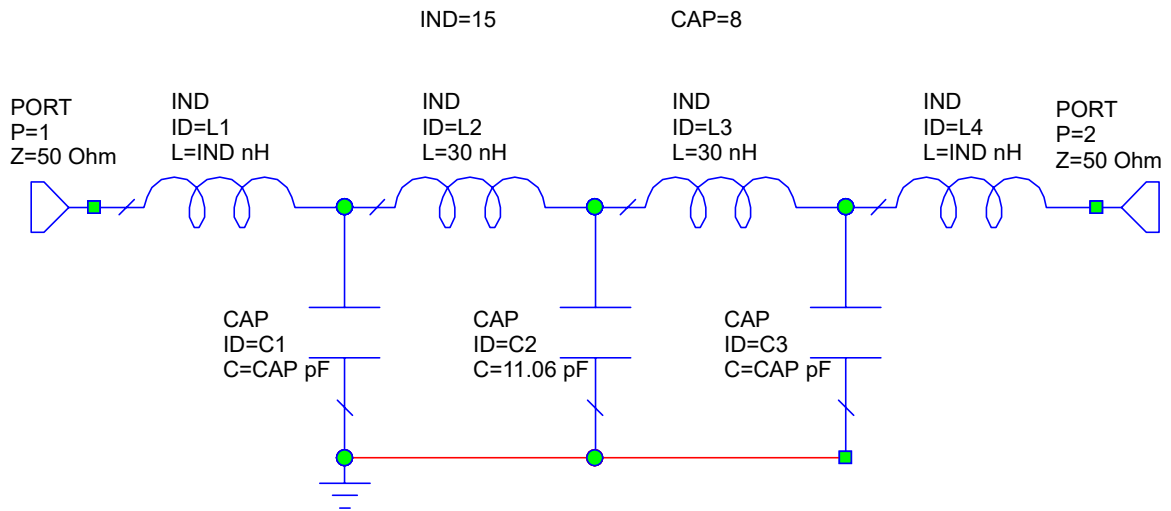 IND=15
CAP=8
PORT
P=1
Z=50 Ohm
IND
ID=L1
L=IND nH
IND
ID=L2
L=30 nH
IND
ID=L3
L=30 nH
IND
ID=L4
L=IND nH
PORT
P=2
Z=50 Ohm
CAP
ID=C1
C=CAP pF
CAP
ID=C2
C=11.06 pF
CAP
ID=C3
C=CAP pF